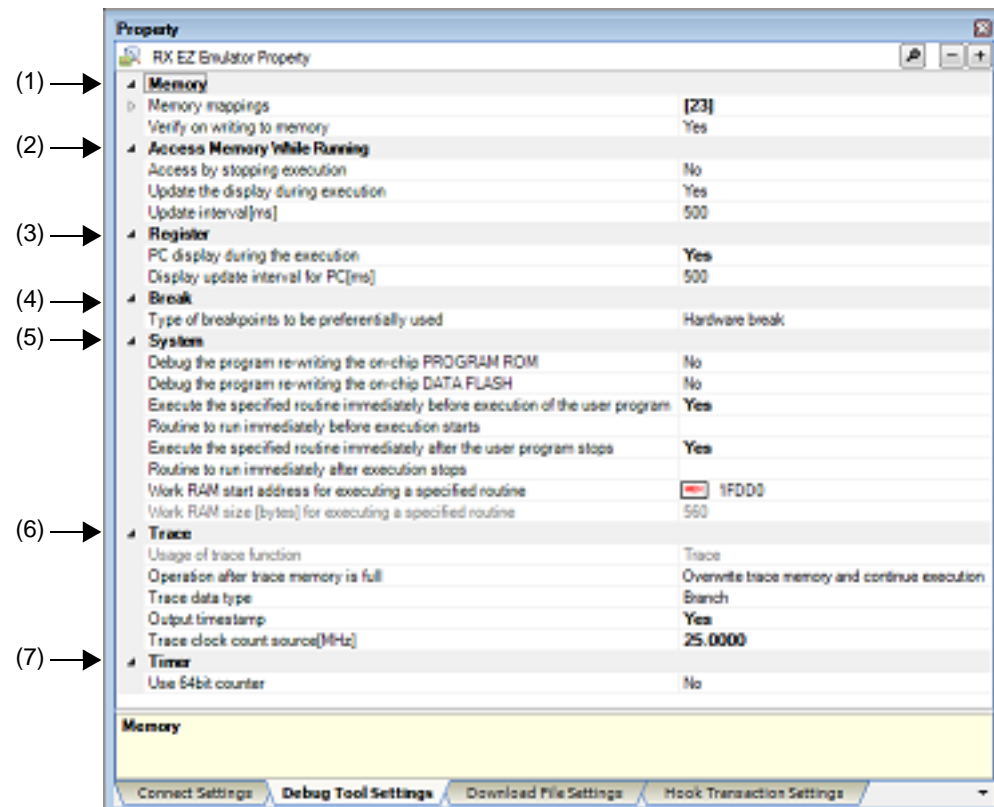 Property
RX EZ Emulator Property
(1) Memory
Memory mappings [23]
Verify on writing to memory Yes
(2) Access Memory While Running
Access by stopping execution No
Update the display during execution Yes
Update interval[ms] 500
(3) Register
PC display during the execution Yes
Display update interval for PC[ms] 500
(4) Break
Type of breakpoints to be preferentially used Hardware break
(5) System
Debug the program re-writing the on-chip PROGRAM ROM No
Debug the program re-writing the on-chip DATA FLASH No
Execute the specified routine immediately before execution of the user program Yes
Routine to run immediately before execution starts
Execute the specified routine immediately after the user program stops Yes
Routine to run immediately after execution stops
Work RAM start address for executing a specified routine 1FDD0
Work RAM size [bytes] for executing a specified routine 560
(6) Trace
Usage of trace function Trace
Operation after trace memory is full Overwrite trace memory and continue execution
Trace data type Branch
Output timestamp Yes
Trace clock count source[MHz] 25.0000
(7) Timer
Use 64bit counter No
Memory
Connect Settings Debug Tool Settings Download File Settings Hook Transaction Settings